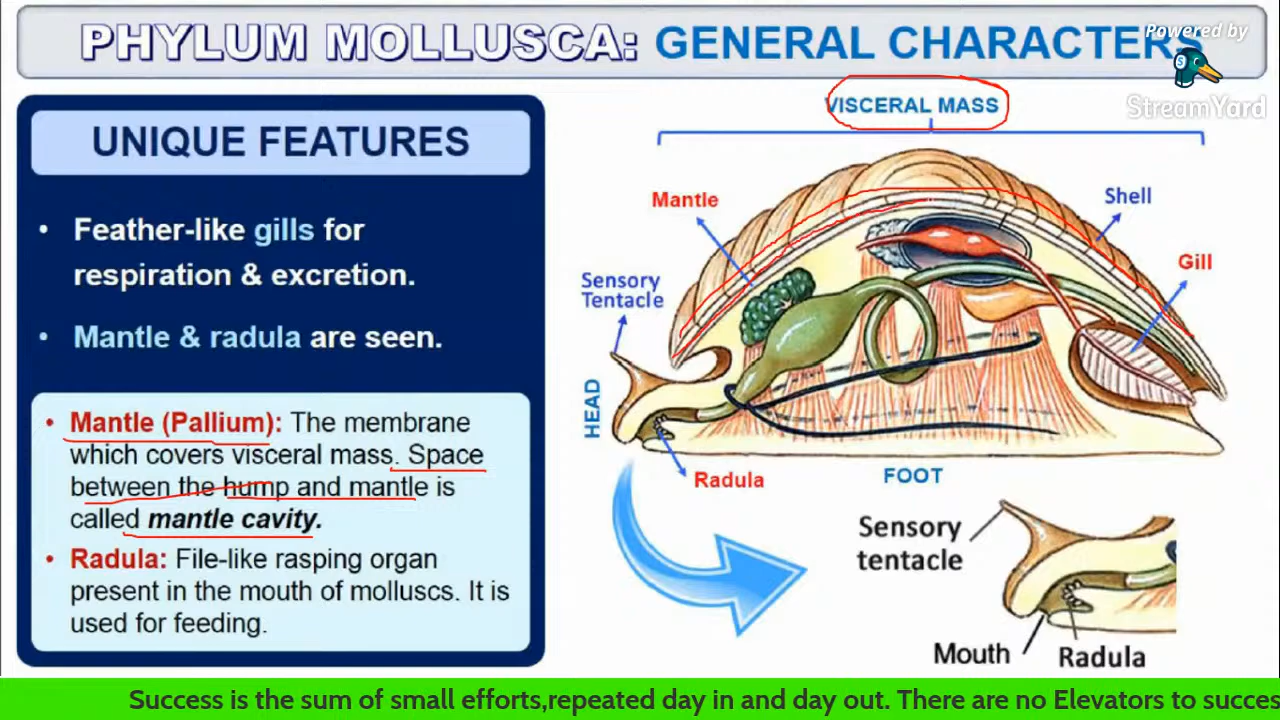 PHYLUM MOLLUSCA: GENERAL CHARACTERS
Powered by
StreamYard
UNIQUE FEATURES
• Feather-like gills for
respiration & excretion.
• Mantle & radula are seen.
• Mantle (Pallium): The membrane
which covers visceral mass. Space
between the hump and mantle is
called mantle cavity.
• Radula: File-like rasping organ
present in the mouth of molluscs. It is
used for feeding.
VISCERAL MASS
Mantle
Shell
Gill
Sensory
Tentacle
HEAD
Radula
FOOT
Sensory
tentacle
Mouth
Radula
Success is the sum of small efforts,repeated day in and day out. There are no Elevators to succes